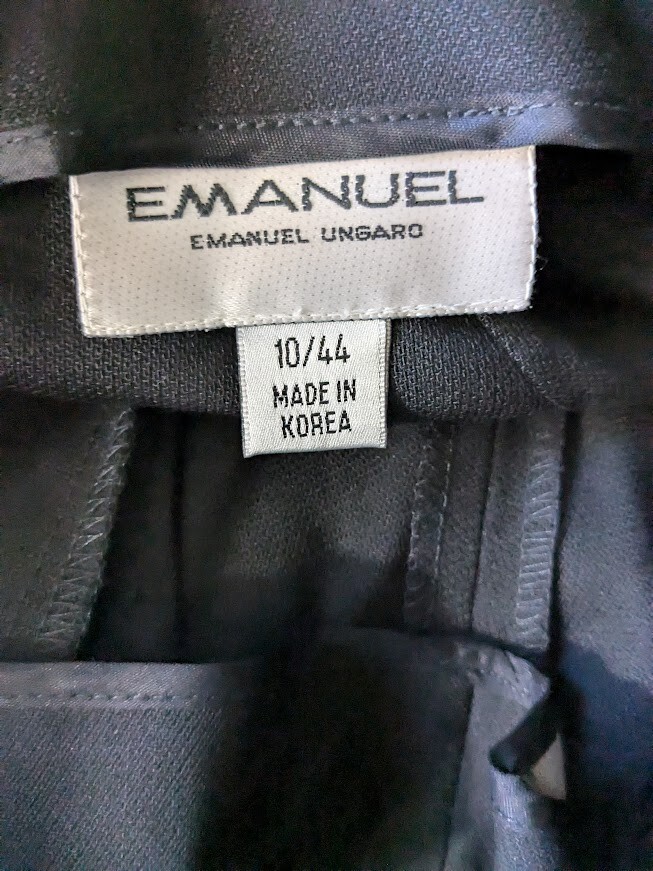 EMANUEL
EMANUEL UNGARO
10/44
MADE IN
KOREA